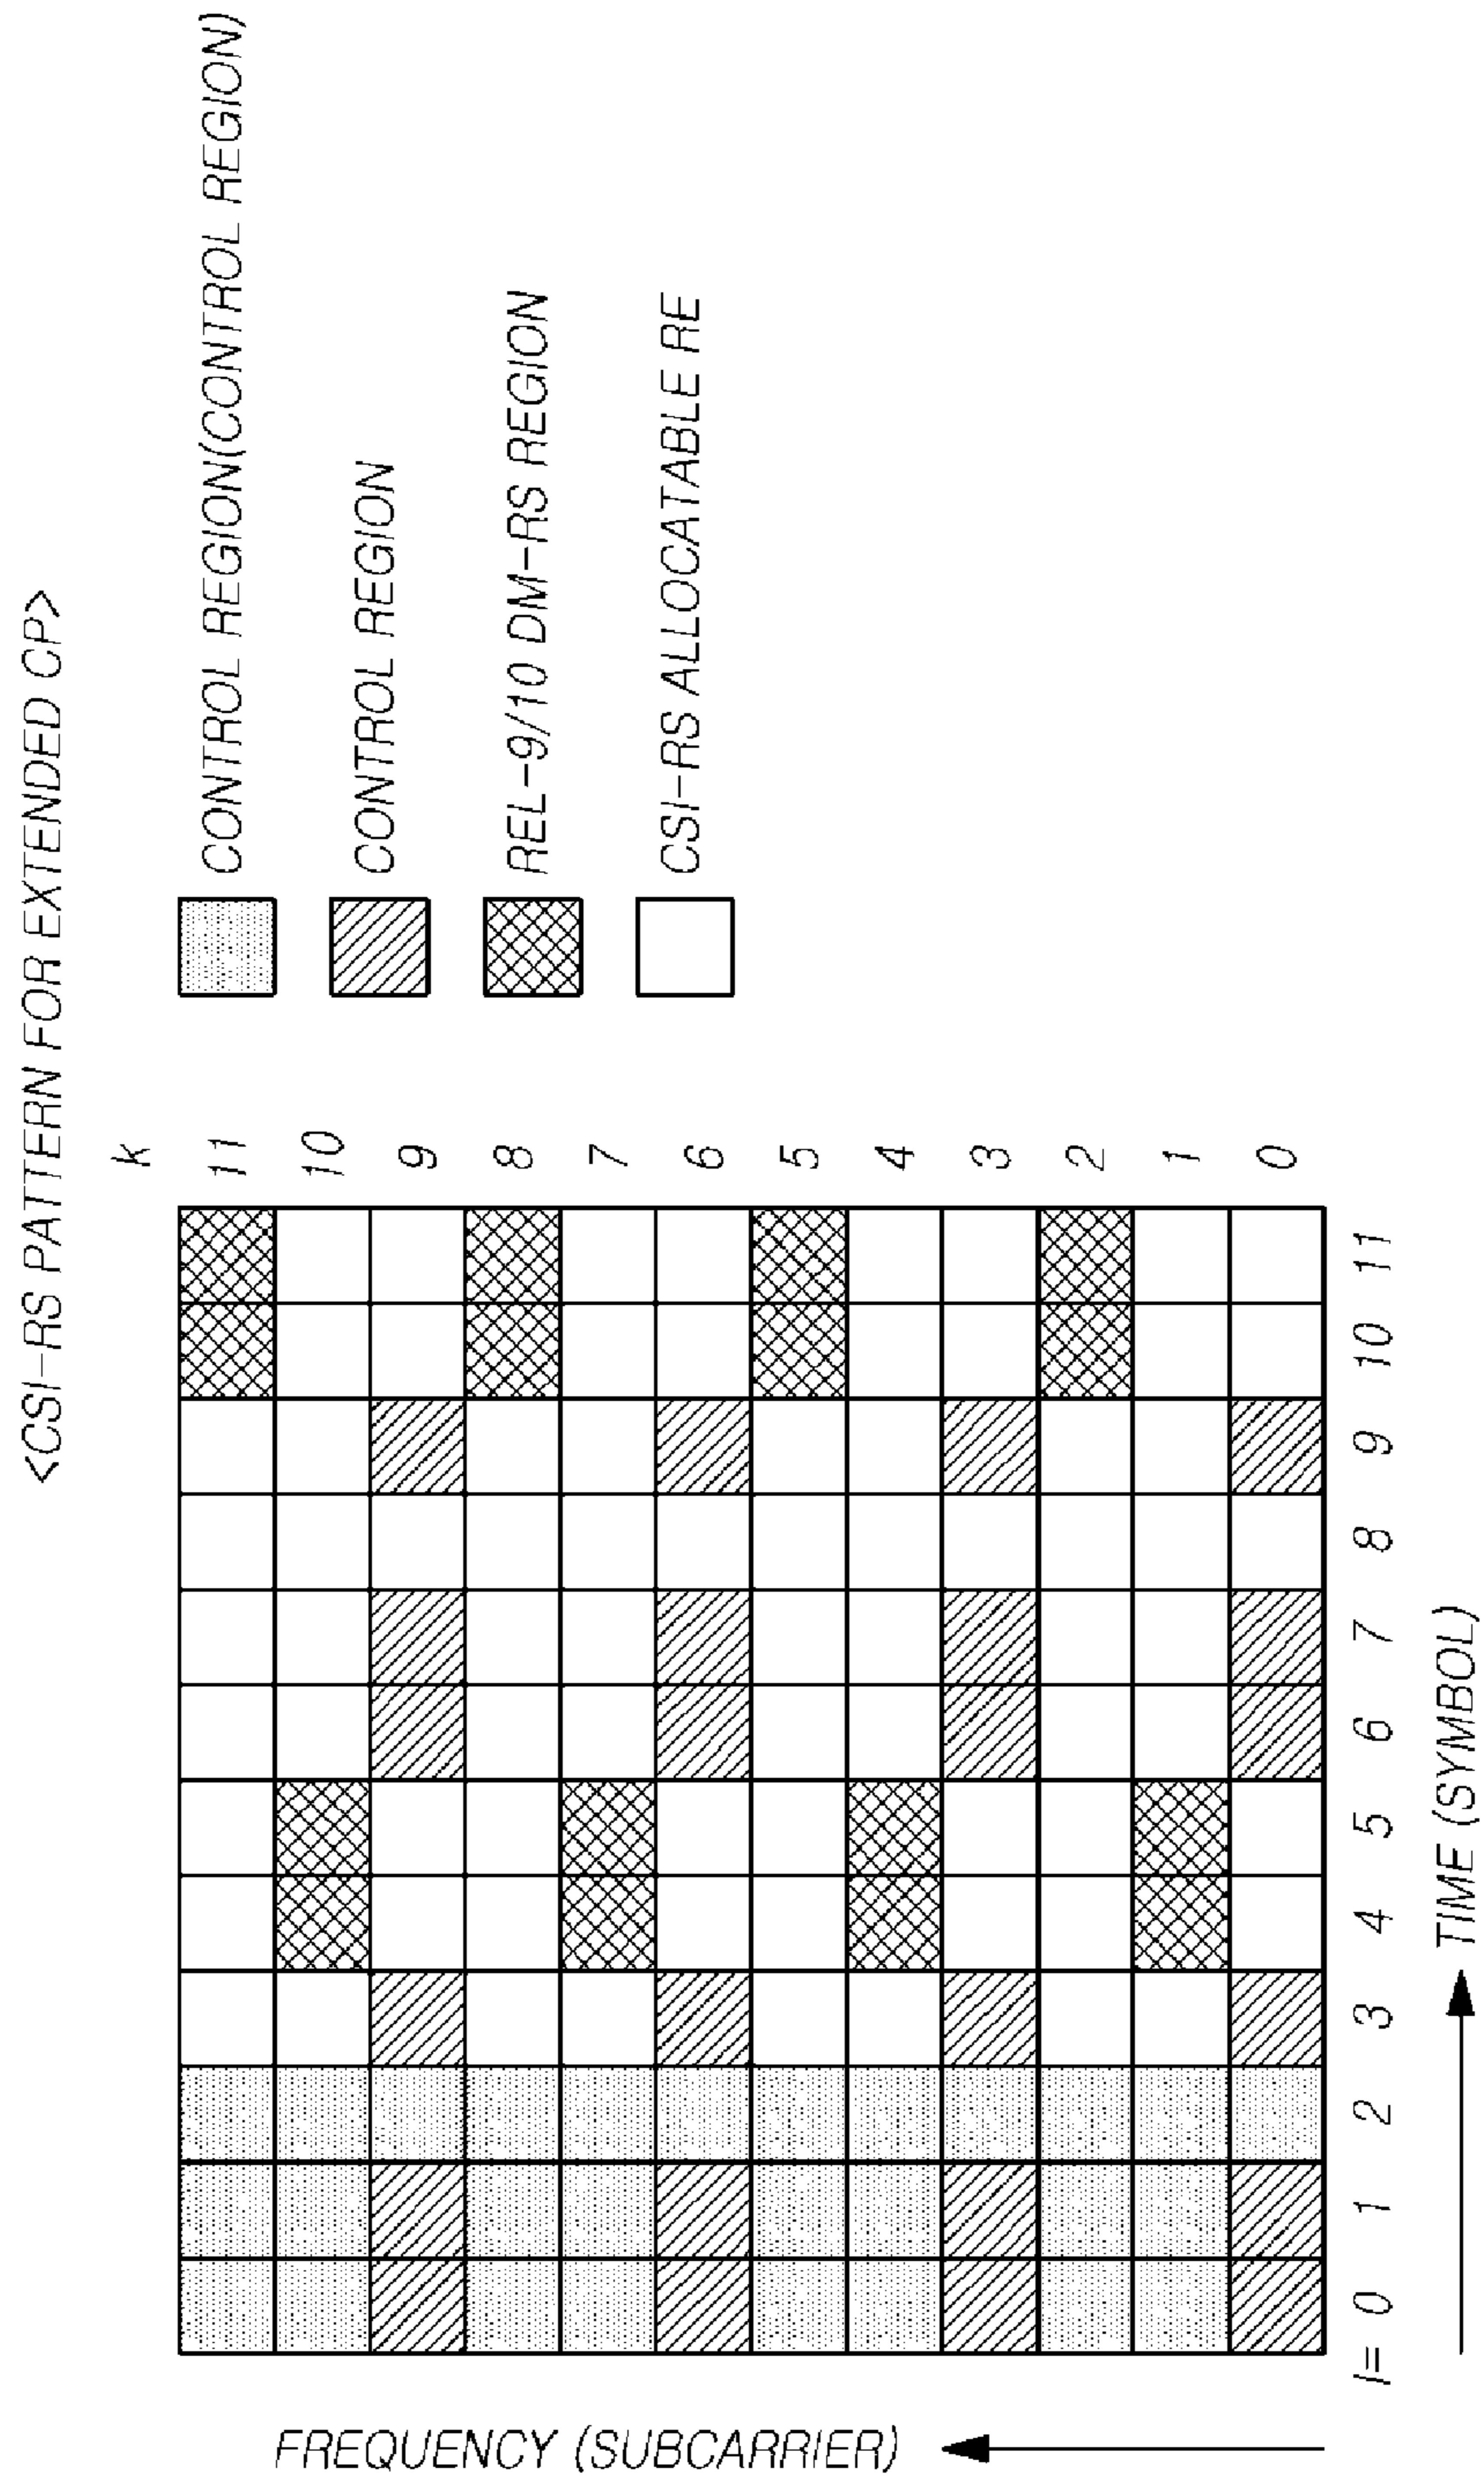 <CSI-RS PATTERN FOR EXTENDED CP>
CONTROL REGION(CONTROL REGION)
CONTROL REGION
REL-9/10 DM-RS REGION
CSI-RS ALLOCATABLE RE
k
11
10
9
8
7
6
5
4
3
2
1
0
l= 0 1 2 3 4 5 6 7 8 9 10 11
FREQUENCY (SUBCARRIER)
TIME (SYMBOL)